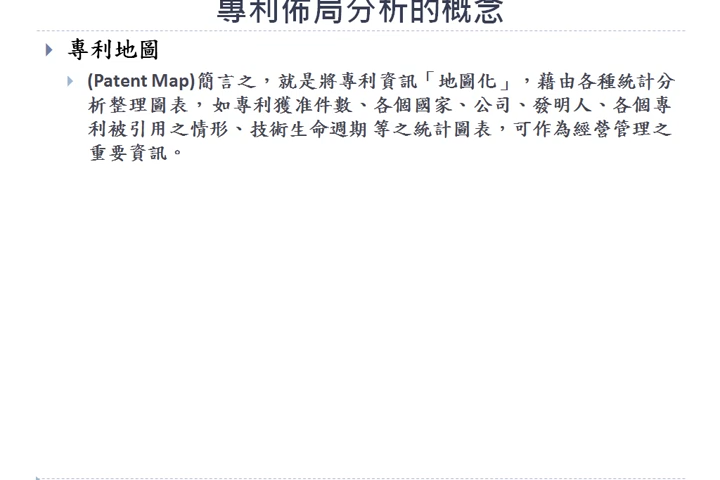 專利佈局分析的概念
專利地圖
(Patent Map)簡言之，就是將專利資訊「地圖化」，藉由各種統計分
析整理圖表，如專利獲准件數、各個國家、公司、發明人、各個專
利被引用之情形、技術生命週期 等之統計圖表，可作為經營管理之
重要資訊。